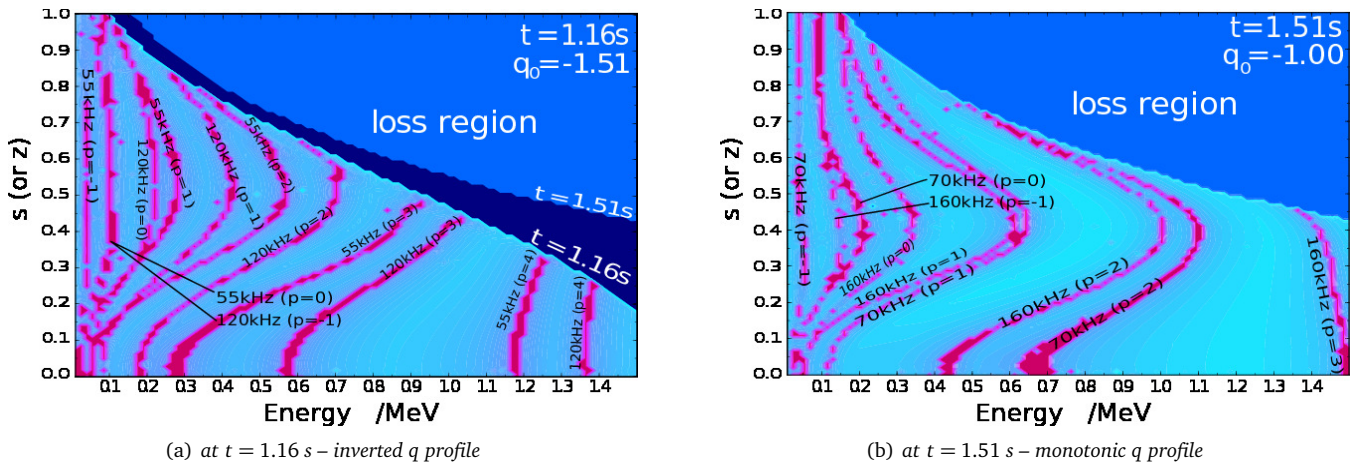 t = 1.16s
q0=-1.51
loss region
t = 1.51s
t = 1.16s
55kHz (p=-1)
120kHz (p=0)
55kHz (p=1)
120kHz (p=1)
55kHz (p=2)
120kHz (p=2)
55kHz (p=3)
120kHz (p=3)
55kHz (p=4)
120kHz (p=4)
55kHz (p=0)
120kHz (p=-1)
s (or z)
1.0
0.9
0.8
0.7
0.6
0.5
0.4
0.3
0.2
0.1
0.0
0.1 0.2 0.3 0.4 0.5 0.6 0.7 0.8 0.9 1.0 1.1 1.2 1.3 1.4
Energy /MeV
(a) at t = 1.16 s – inverted q profile
t = 1.51s
q0=-1.00
loss region
70kHz (p=-1)
70kHz (p=0)
160kHz (p=-1)
160kHz (p=0)
160kHz (p=1)
70kHz (p=1)
160kHz (p=2)
70kHz (p=2)
160kHz (p=3)
s (or z)
1.0
0.9
0.8
0.7
0.6
0.5
0.4
0.3
0.2
0.1
0.0
0.1 0.2 0.3 0.4 0.5 0.6 0.7 0.8 0.9 1.0 1.1 1.2 1.3 1.4
Energy /MeV
(b) at t = 1.51 s – monotonic q profile